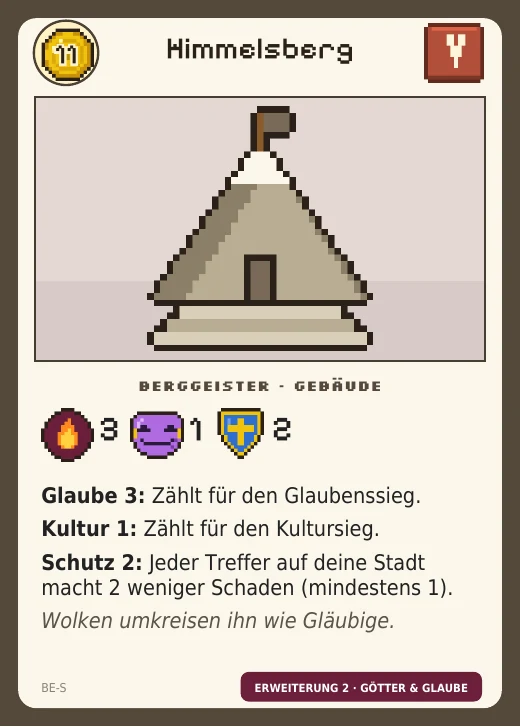 11
Himmelsberg
BERGGEISTER · GEBÄUDE
3 1 2
Glaube 3: Zählt für den Glaubenssieg.
Kultur 1: Zählt für den Kultursieg.
Schutz 2: Jeder Treffer auf deine Stadt
macht 2 weniger Schaden (mindestens 1).
Wolken umkreisen ihn wie Gläubige.
BE-S
ERWEITERUNG 2 · GÖTTER & GLAUBE